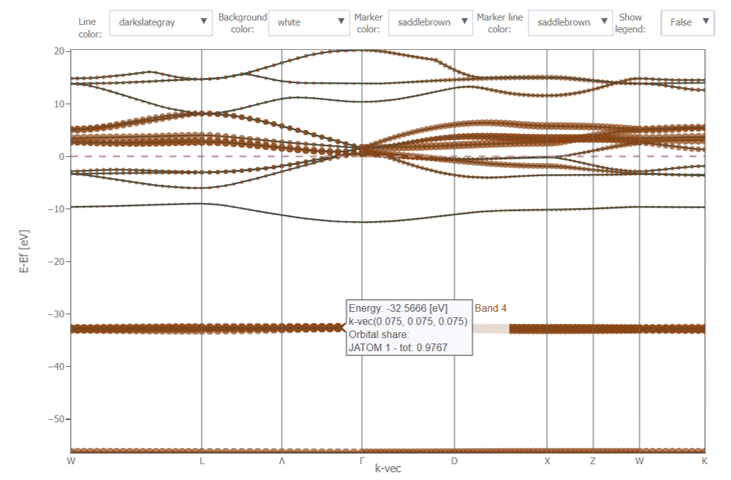 Line color: darkslategray ▼ Background color: white ▼ Marker color: saddlebrown ▼ Marker line color: saddlebrown ▼ Show legend: False ▼
20
10
0
−10
−20
−30
−40
−50
E-Ef [eV]
Energy: -32.5666 [eV] Band 4
k-vec(0.075, 0.075, 0.075)
Orbital share:
JATOM 1 - tot: 0.9767
W L Λ Γ D X Z W K
k-vec